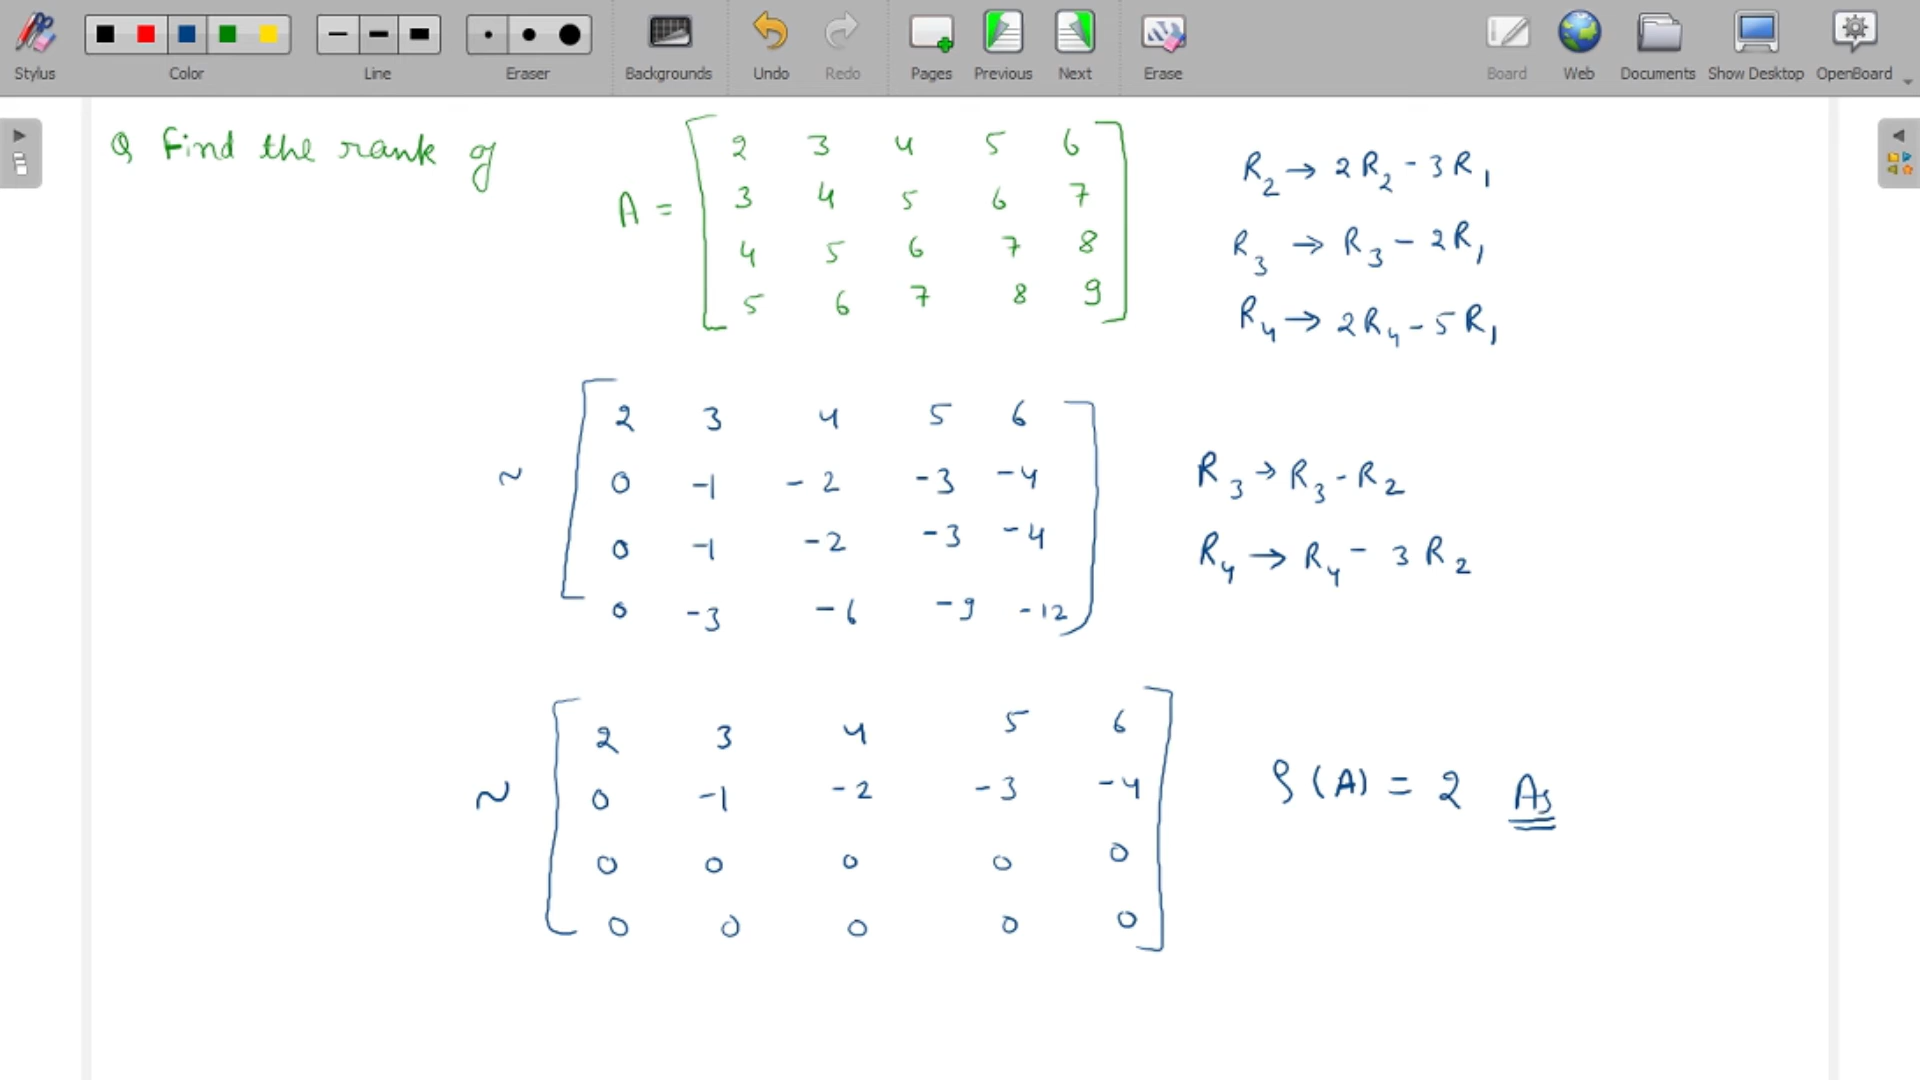 Stylus Color Line Eraser Backgrounds Undo Redo Pages Previous Next Erase Board Web Documents Show Desktop OpenBoard
Q Find the rank of
A = [ 2 3 4 5 6
3 4 5 6 7
4 5 6 7 8
5 6 7 8 9 ]
R₂ → 2R₂ - 3R₁
R₃ → R₃ - 2R₁
R₄ → 2R₄ - 5R₁
~ [ 2 3 4 5 6
0 -1 -2 -3 -4
0 -1 -2 -3 -4
0 -3 -6 -9 -12 ]
R₃ → R₃ - R₂
R₄ → R₄ - 3R₂
~ [ 2 3 4 5 6
0 -1 -2 -3 -4
0 0 0 0 0
0 0 0 0 0 ]
ρ(A) = 2 As